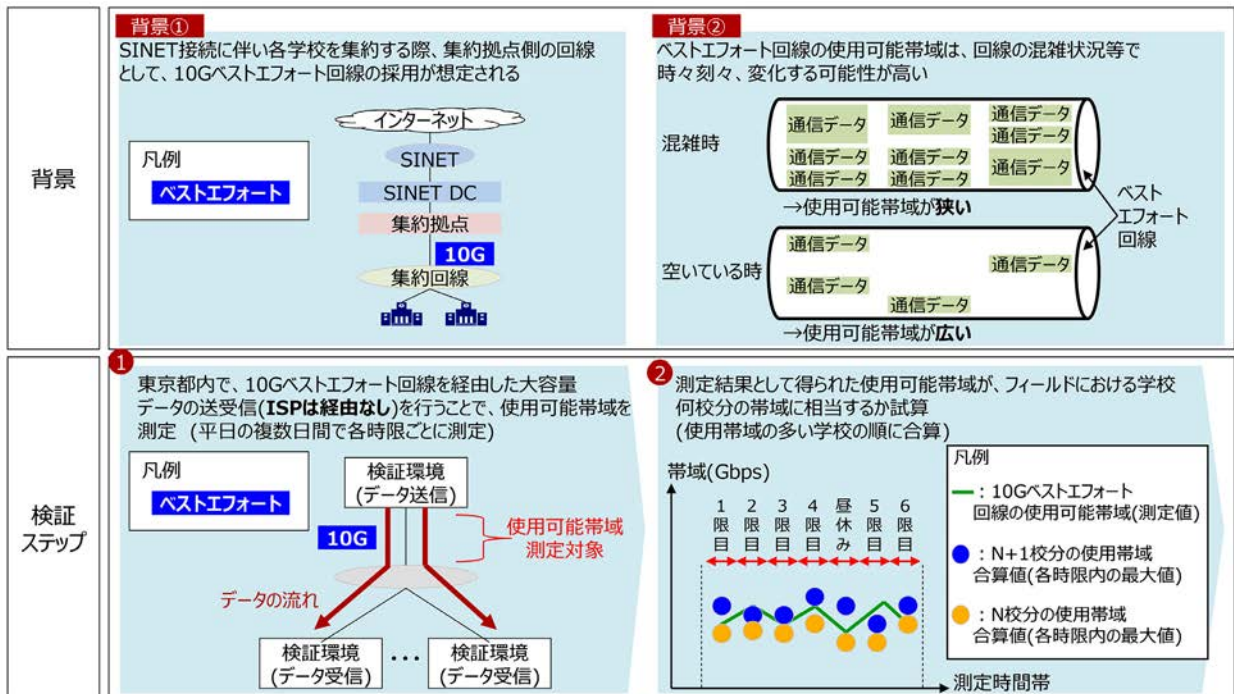 背景
背景①
SINET接続に伴い各学校を集約する際、集約拠点側の回線
として、10Gベストエフォート回線の採用が想定される
凡例
ベストエフォート
インターネット
SINET
SINET DC
集約拠点
10G
集約回線
背景②
ベストエフォート回線の使用可能帯域は、回線の混雑状況等で
時々刻々、変化する可能性が高い
混雑時
通信データ
通信データ
通信データ
通信データ
通信データ
通信データ
通信データ
通信データ
通信データ
→使用可能帯域が狭い
ベスト
エフォート
回線
空いている時
通信データ
通信データ
通信データ
通信データ
→使用可能帯域が広い
検証
ステップ
1
東京都内で、10Gベストエフォート回線を経由した大容量
データの送受信(ISPは経由なし)を行うことで、使用可能帯域を
測定 (平日の複数日間で各時限ごとに測定)
凡例
ベストエフォート
検証環境
(データ送信)
10G
使用可能帯域
測定対象
データの流れ
検証環境
(データ受信)
・・・
検証環境
(データ受信)
2
測定結果として得られた使用可能帯域が、フィールドにおける学校
何校分の帯域に相当するか試算
(使用帯域の多い学校の順に合算)
帯域(Gbps)
1限目
2限目
3限目
4限目
昼休み
5限目
6限目
測定時間帯
凡例
：10Gベストエフォート
回線の使用可能帯域(測定値)
：N+1校分の使用帯域
合算値(各時限内の最大値)
：N校分の使用帯域
合算値(各時限内の最大値)